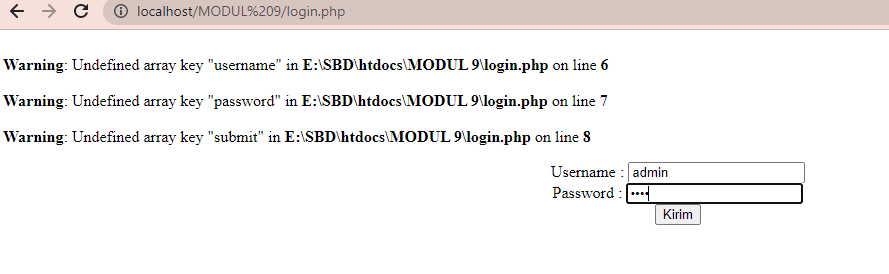 localhost/MODUL%209/login.php
Warning: Undefined array key "username" in E:\SBD\htdocs\MODUL 9\login.php on line 6
Warning: Undefined array key "password" in E:\SBD\htdocs\MODUL 9\login.php on line 7
Warning: Undefined array key "submit" in E:\SBD\htdocs\MODUL 9\login.php on line 8
Username : admin
Password : ••••
Kirim